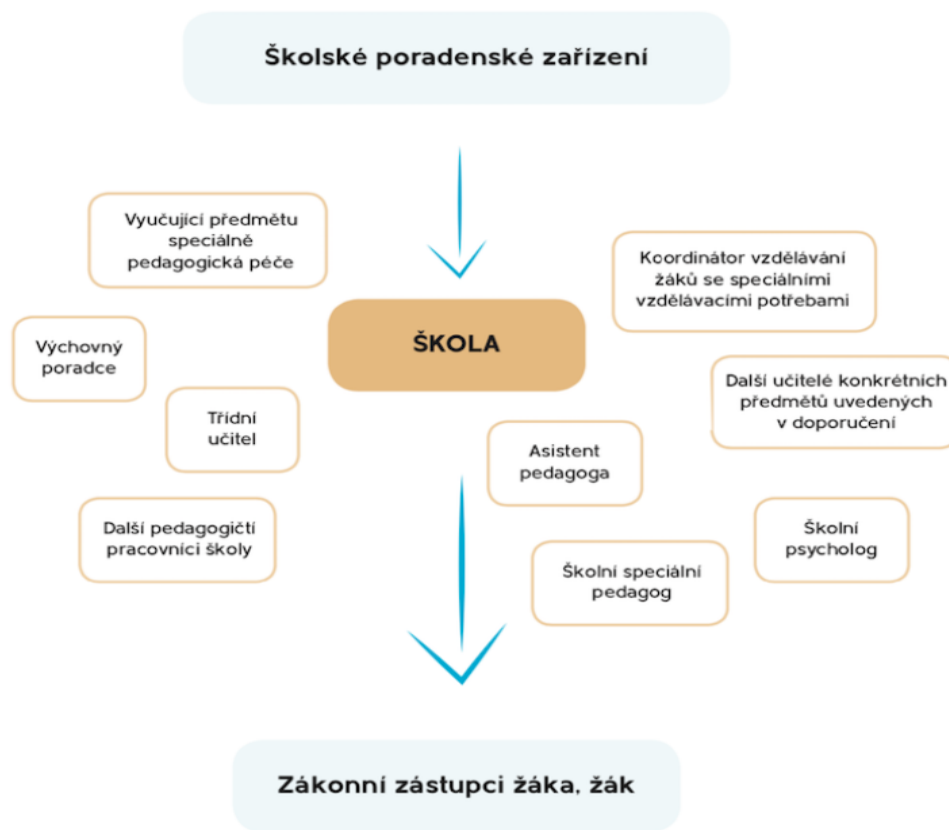 Školské poradenské zařízení
Vyučující předmětu
speciálně
pedagogická péče
Koordinátor vzdělávání
žáků se speciálními
vzdělávacími potřebami
ŠKOLA
Výchovný
poradce
Další učitelé konkrétních
předmětů uvedených
v doporučení
Třídní
učitel
Asistent
pedagoga
Další pedagogičtí
pracovníci školy
Školní
psycholog
Školní speciální
pedagog
Zákonní zástupci žáka, žák